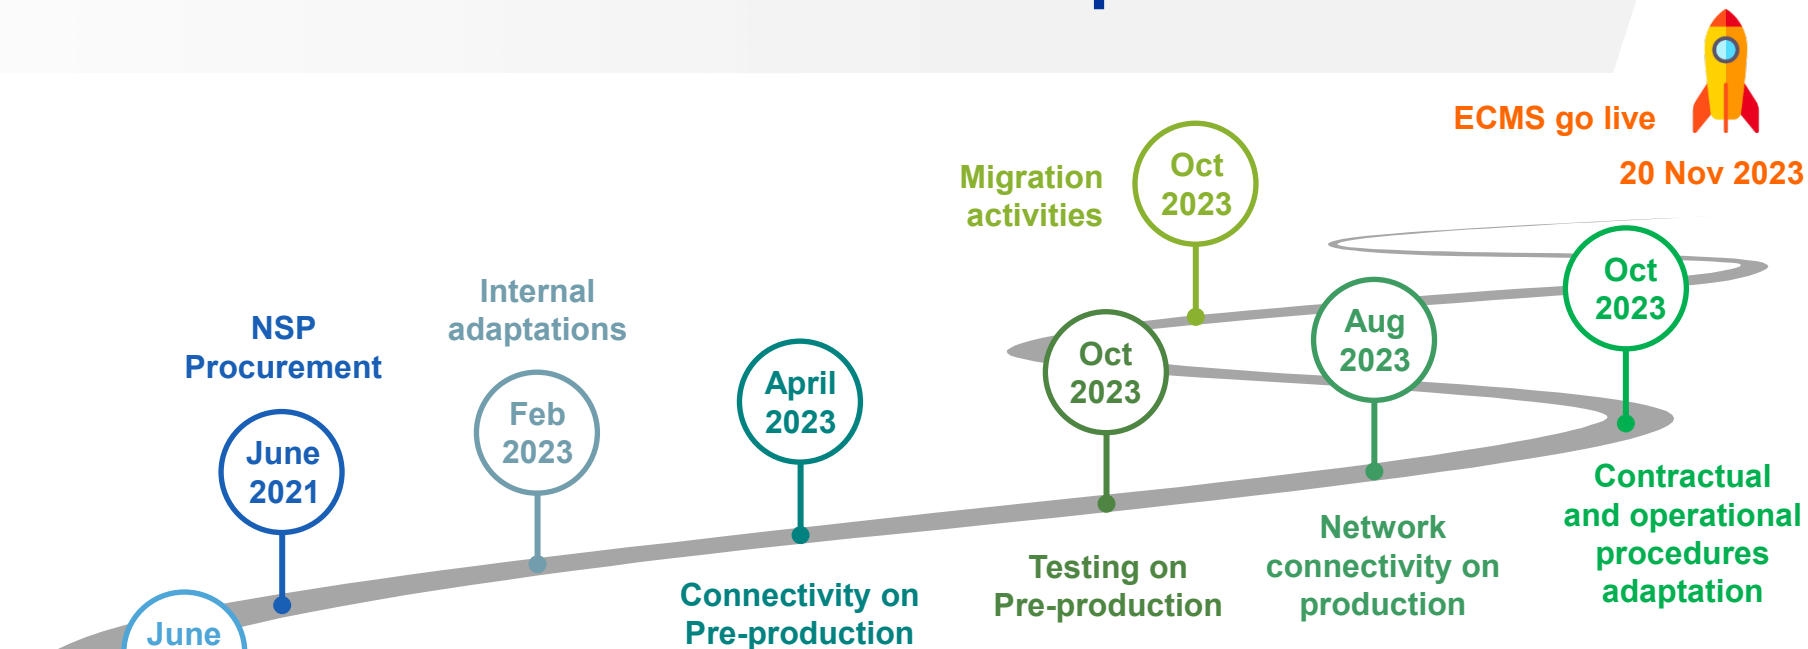 ECMS go live
20 Nov 2023
Migration
activities
Oct
2023
Oct
2023
Internal
adaptations
Feb
2023
NSP
Procurement
June
2021
April
2023
Connectivity on
Pre-production
Oct
2023
Testing on
Pre-production
Aug
2023
Network
connectivity on
production
Contractual
and operational
procedures
adaptation
June